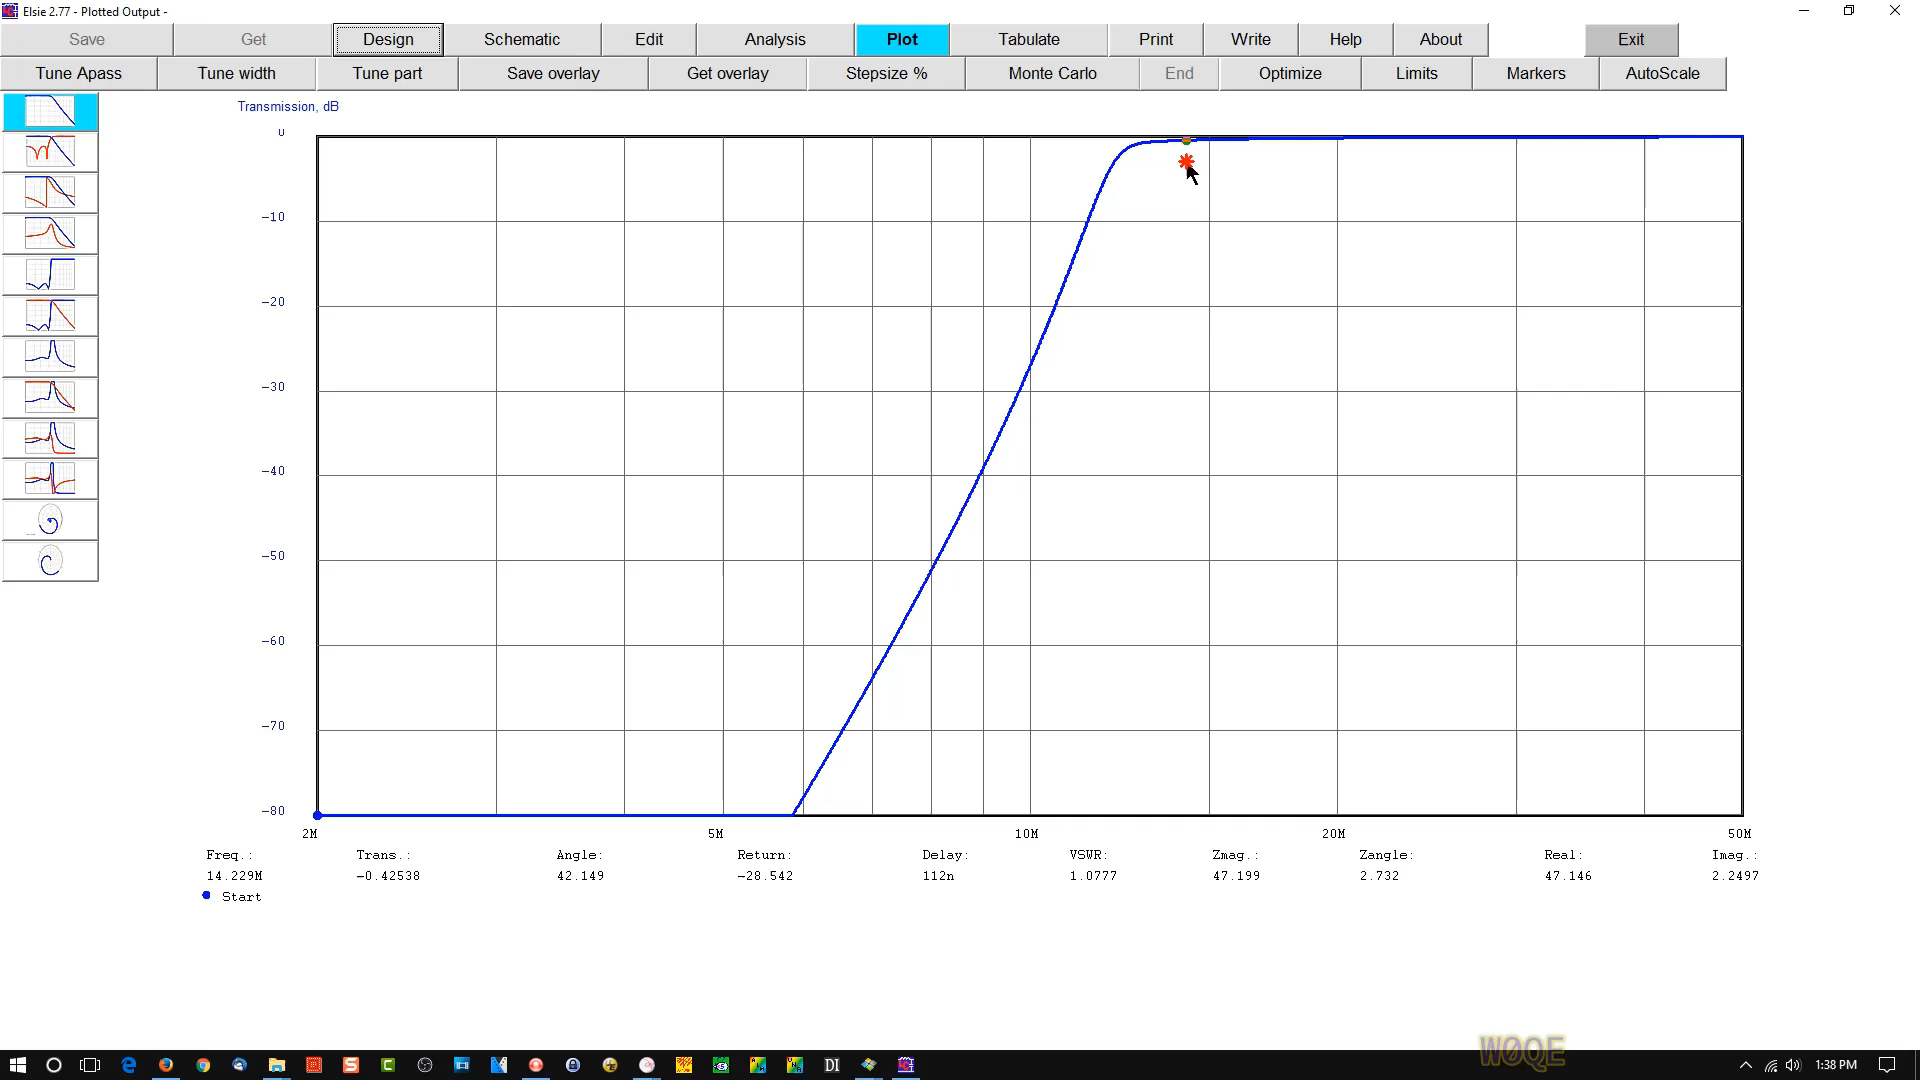 Elsie 2.77 - Plotted Output -
Save Get Design Schematic Edit Analysis Plot Tabulate Print Write Help About Exit
Tune Apass Tune width Tune part Save overlay Get overlay Stepsize % Monte Carlo End Optimize Limits Markers AutoScale
Transmission, dB
0
-10
-20
-30
-40
-50
-60
-70
-80
2M 5M 10M 20M 50M
Freq.: Trans.: Angle: Return: Delay: VSWR: Zmag.: Zangle: Real: Imag.:
14.229M -0.42538 42.149 -28.542 112n 1.0777 47.199 2.732 47.146 2.2497
Start
WØQE
DI
1:38 PM